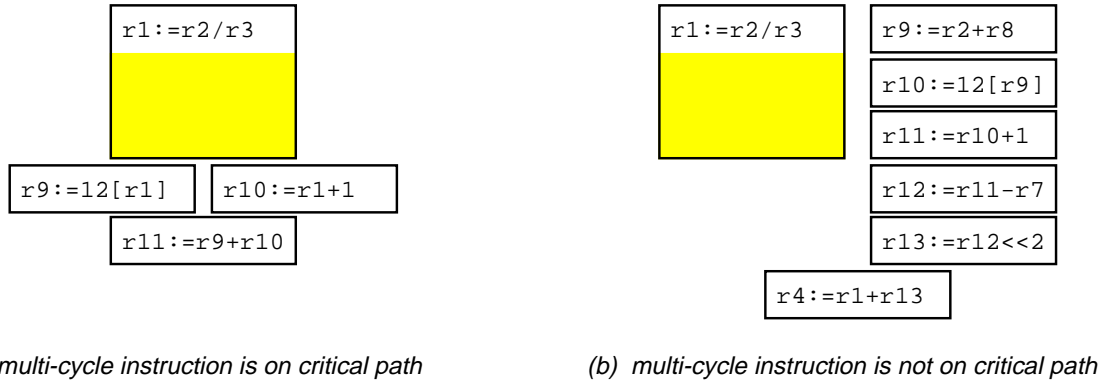 r1:=r2/r3
r9:=12[r1]
r10:=r1+1
r11:=r9+r10
multi-cycle instruction is on critical path
r1:=r2/r3
r9:=r2+r8
r10:=12[r9]
r11:=r10+1
r12:=r11-r7
r13:=r12<<2
r4:=r1+r13
(b) multi-cycle instruction is not on critical path